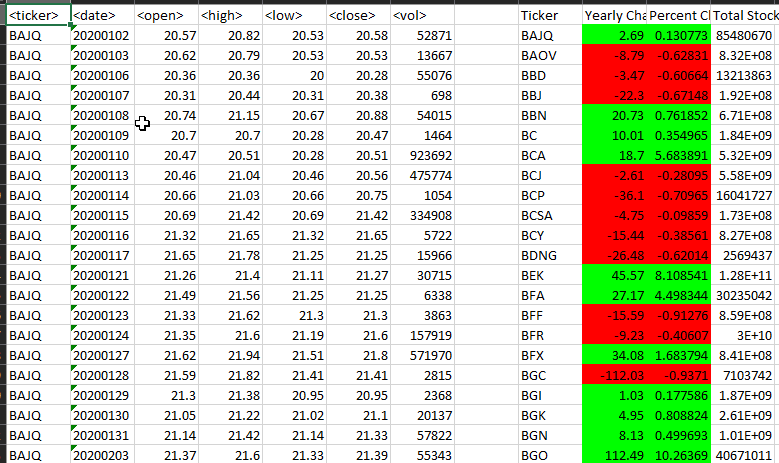 <ticker> <date> <open> <high> <low> <close> <vol> Ticker Yearly Cha Percent Cl Total Stock
BAJQ 20200102 20.57 20.82 20.53 20.58 52871 BAJQ 2.69 0.130773 85480670
BAJQ 20200103 20.62 20.79 20.53 20.53 13667 BAOV -8.79 -0.62831 8.32E+08
BAJQ 20200106 20.36 20.36 20 20.28 55076 BBD -3.47 -0.60664 13213863
BAJQ 20200107 20.31 20.44 20.31 20.38 698 BBJ -22.3 -0.67148 1.92E+08
BAJQ 20200108 20.74 21.15 20.67 20.88 54015 BBN 20.73 0.761852 6.71E+08
BAJQ 20200109 20.7 20.7 20.28 20.47 1464 BC 10.01 0.354965 1.84E+09
BAJQ 20200110 20.47 20.51 20.28 20.51 923692 BCA 18.7 5.683891 5.32E+09
BAJQ 20200113 20.46 21.04 20.46 20.56 475774 BCJ -2.61 -0.28095 5.58E+09
BAJQ 20200114 20.66 21.03 20.66 20.75 1054 BCP -36.1 -0.70965 16041727
BAJQ 20200115 20.69 21.42 20.69 21.42 334908 BCSA -4.75 -0.09859 1.73E+08
BAJQ 20200116 21.32 21.65 21.32 21.65 5722 BCY -15.44 -0.38561 8.27E+08
BAJQ 20200117 21.65 21.78 21.25 21.25 15966 BDNG -26.48 -0.62014 2569437
BAJQ 20200121 21.26 21.4 21.11 21.27 30715 BEK 45.57 8.108541 1.28E+11
BAJQ 20200122 21.49 21.56 21.25 21.25 6338 BFA 27.17 4.498344 30235042
BAJQ 20200123 21.33 21.62 21.3 21.3 3863 BFF -15.59 -0.91276 8.59E+08
BAJQ 20200124 21.35 21.6 21.19 21.6 157919 BFR -9.23 -0.40607 3E+10
BAJQ 20200127 21.62 21.94 21.51 21.8 571970 BFX 34.08 1.683794 8.41E+08
BAJQ 20200128 21.59 21.82 21.41 21.41 2815 BGC -112.03 -0.9371 7103742
BAJQ 20200129 21.3 21.38 20.95 20.95 2368 BGI 1.03 0.177586 1.87E+09
BAJQ 20200130 21.05 21.22 21.02 21.1 20137 BGK 4.95 0.808824 2.61E+09
BAJQ 20200131 21.14 21.42 21.14 21.33 57822 BGN 8.13 0.499693 1.01E+09
BAJQ 20200203 21.37 21.6 21.33 21.39 55343 BGO 112.49 10.26369 40671011